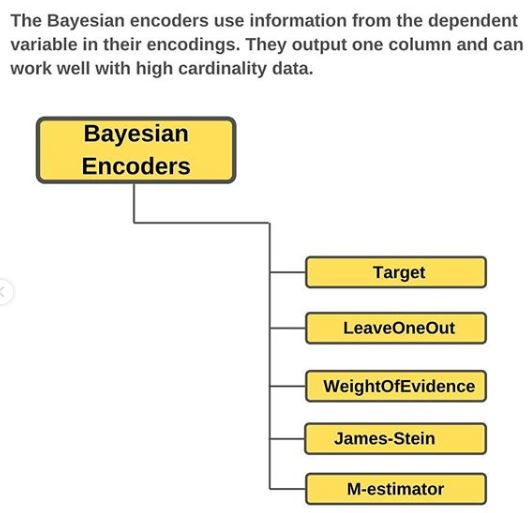 The Bayesian encoders use information from the dependent
variable in their encodings. They output one column and can
work well with high cardinality data.
Bayesian
Encoders
Target
LeaveOneOut
WeightOfEvidence
James-Stein
M-estimator